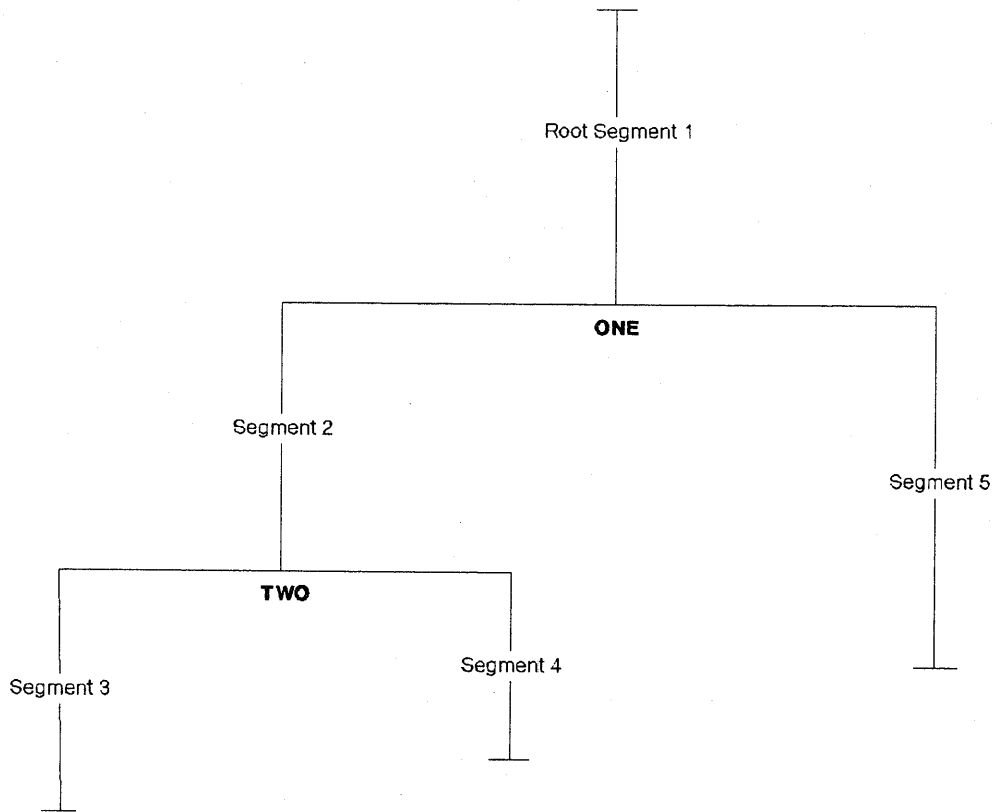 Root Segment 1
ONE
Segment 2
Segment 5
TWO
Segment 4
Segment 3